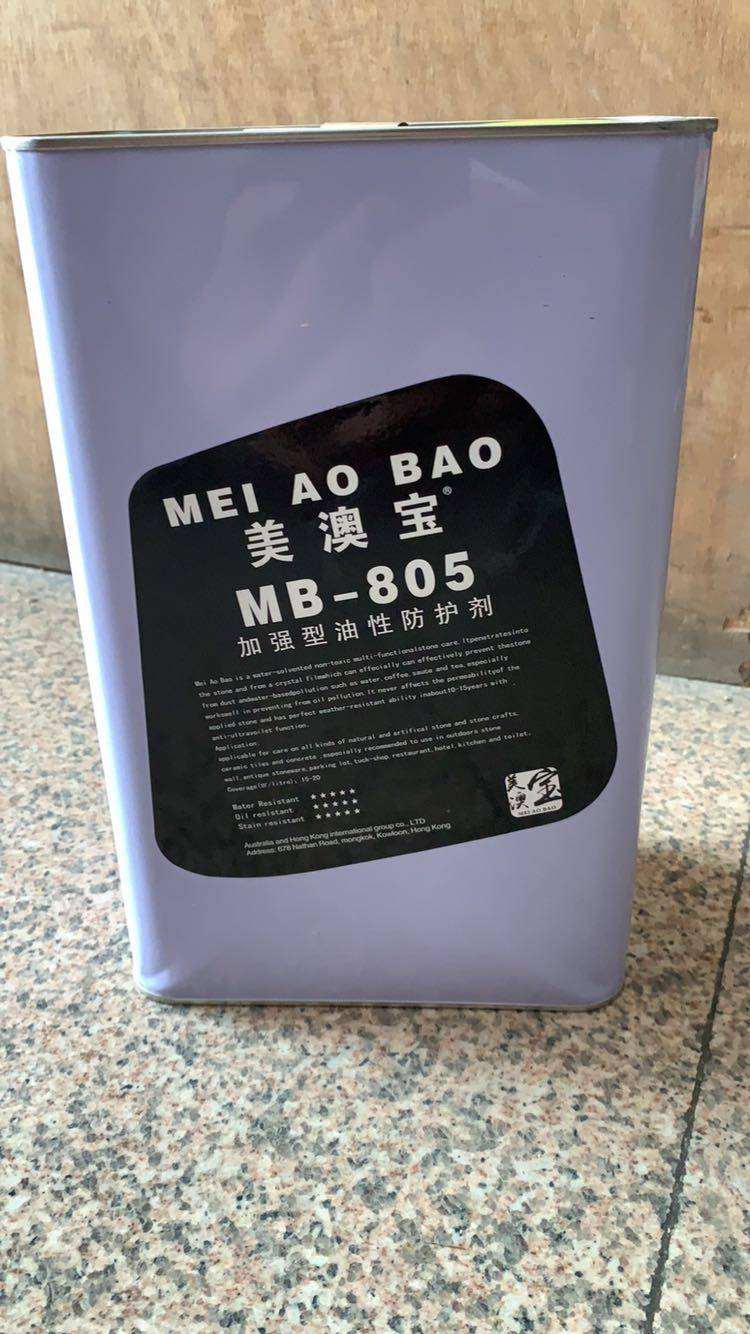 MEI AO BAO
美澳宝®
MB-805
加强型油性防护剂
Mei Ao Bao is a water-solvented non-toxic multi-functionalstone care. Itpenetratesinto
the stone and from a crystal filmwhich can effecially can effectively prevent thestone
from dust andwater-basedpollution such as water, coffee, sauce and tea, especially
workswell in preventing from oil pollution. It never affects the permeabilityof the
applied stone and has perfect weather-resistant ability inabout10-15years with
anti-ultravoilet function.
Application:
applicable for care on all kinds of natural and artifical stone and stone crafts,
ceramic tiles and concrete, especially recommended to use in outdoors stone
wall, antique stoneware, parking lot, tuck-shop, restaurant, hotel, kitchen and toilet.
Coverage(㎡/litre), 15-20
Water Resistant ★★★★★
Oil resistant ★★★★★
Stain resistant ★★★★★
美澳宝
MEI AO BAO
Australia and Hong Kong international group co., LTD
Address: 678 Nathan Road, mongkok, Kowloon, Hong Kong